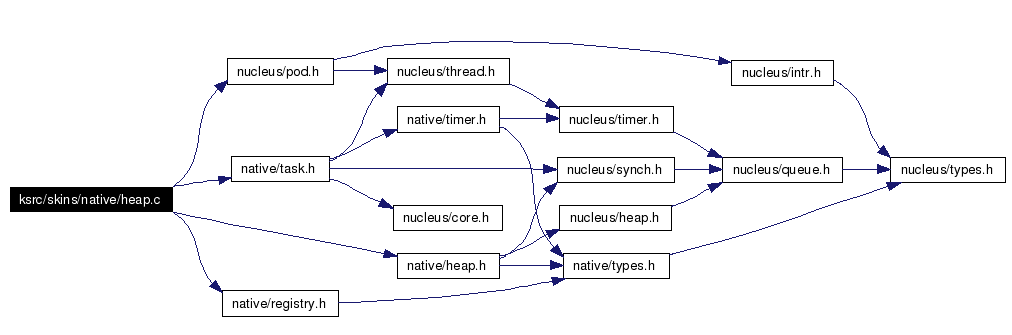 ksrc/skins/native/heap.c
nucleus/pod.h
native/task.h
native/registry.h
nucleus/thread.h
native/timer.h
nucleus/core.h
native/heap.h
nucleus/timer.h
nucleus/synch.h
nucleus/heap.h
native/types.h
nucleus/intr.h
nucleus/queue.h
nucleus/types.h